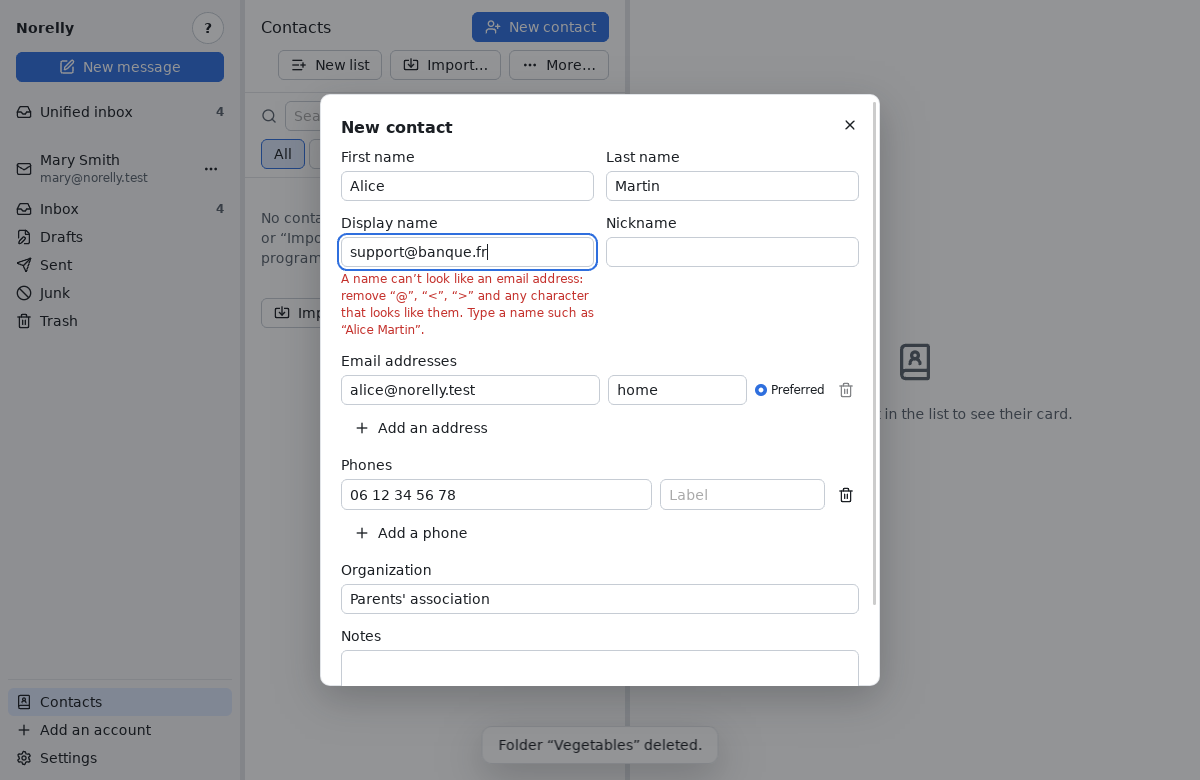 Norelly
?
New message
Unified inbox 4
Mary Smith
mary@norelly.test
Inbox 4
Drafts
Sent
Junk
Trash
Contacts
Add an account
Settings
Contacts
New contact
New list
Import…
More…
All
No
or
New contact
First name
Last name
Alice
Martin
Display name
Nickname
support@banque.fr
A name can’t look like an email address:
remove “@”, “<”, “>” and any character
that looks like them. Type a name such as
“Alice Martin”.
Email addresses
alice@norelly.test
home
Preferred
Add an address
Phones
06 12 34 56 78
Label
Add a phone
Organization
Parents' association
Notes
in the list to see their card.
Folder “Vegetables” deleted.